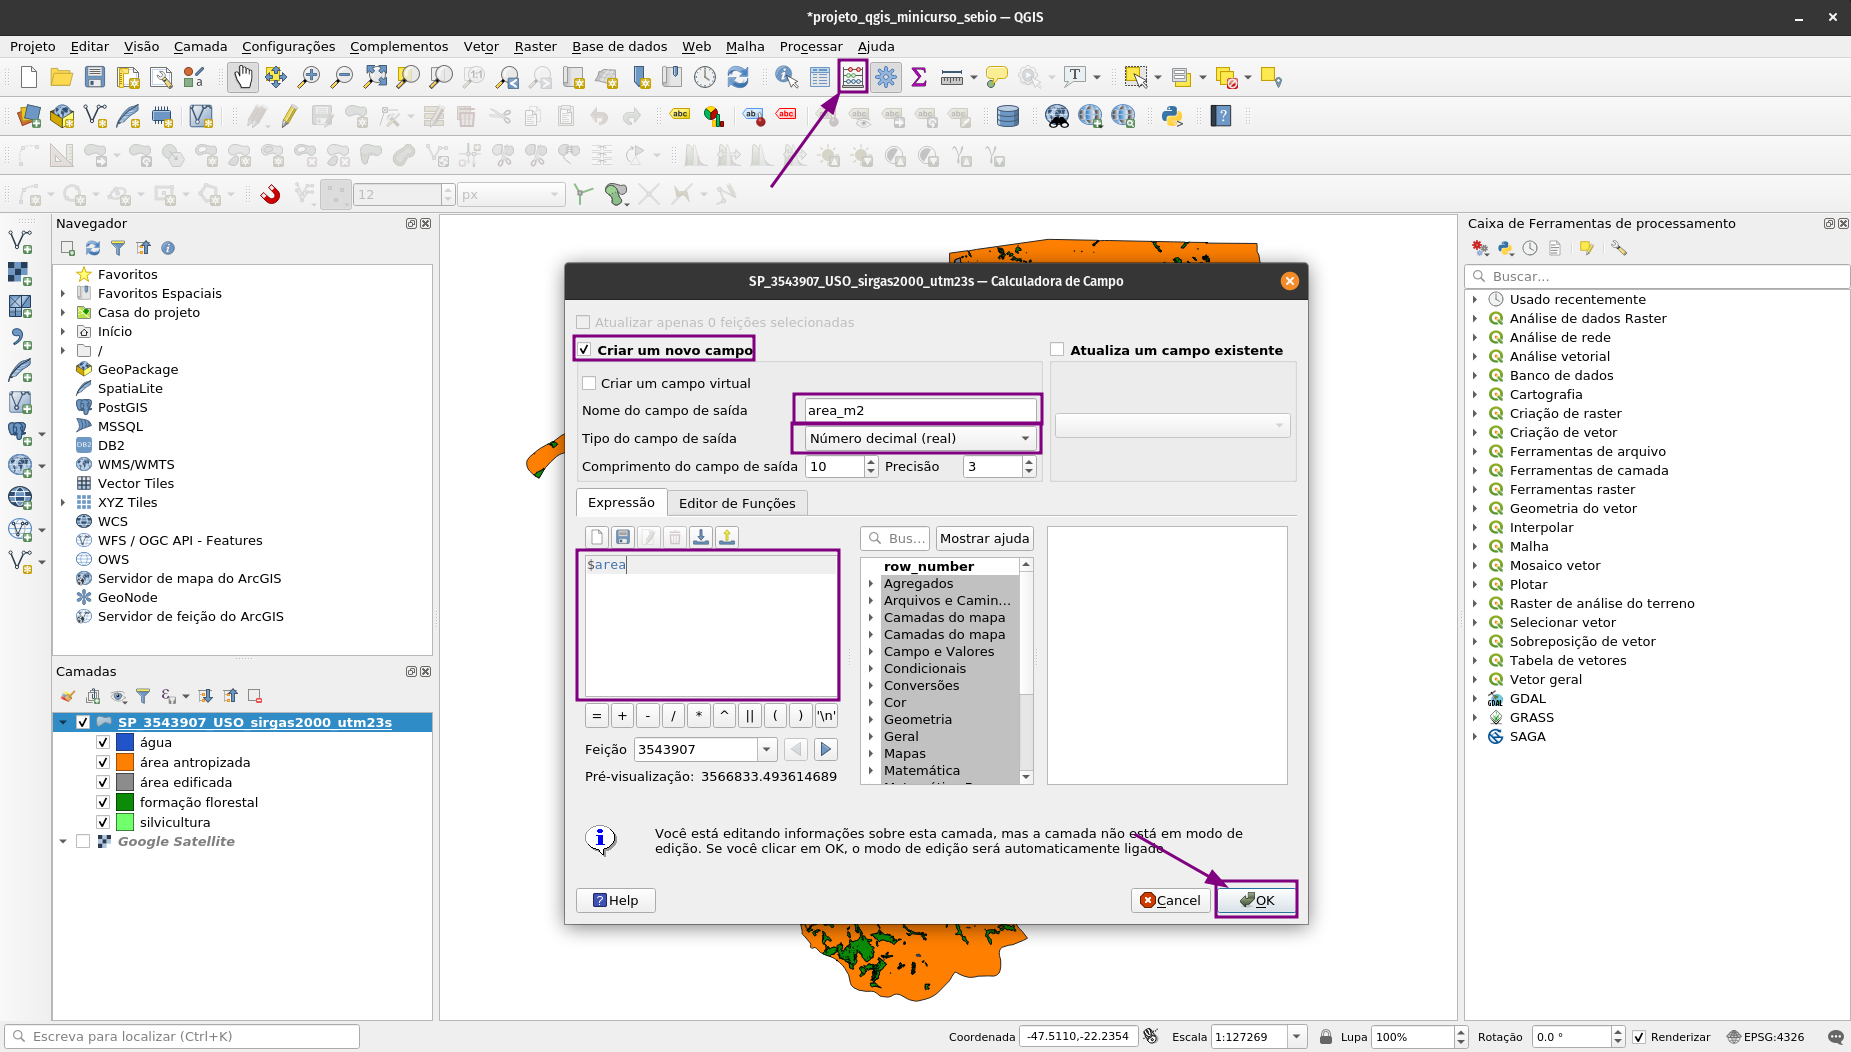 *projeto_qgis_minicurso_sebio — QGIS
Projeto Editar Visão Camada Configurações Complementos Vetor Raster Base de dados Web Malha Processar Ajuda
12 px
Navegador
Favoritos
Favoritos Espaciais
Casa do projeto
Início
/
GeoPackage
SpatiaLite
PostGIS
MSSQL
DB2
WMS/WMTS
Vector Tiles
XYZ Tiles
WCS
WFS / OGC API - Features
OWS
Servidor de mapa do ArcGIS
GeoNode
Servidor de feição do ArcGIS
Camadas
SP_3543907_USO_sirgas2000_utm23s
água
área antropizada
área edificada
formação florestal
silvicultura
Google Satellite
SP_3543907_USO_sirgas2000_utm23s — Calculadora de Campo
Atualizar apenas 0 feições selecionadas
Criar um novo campo
Atualiza um campo existente
Criar um campo virtual
Nome do campo de saída area_m2
Tipo do campo de saída Número decimal (real)
Comprimento do campo de saída 10 Precisão 3
Expressão Editor de Funções
Bus... Mostrar ajuda
$area
row_number
Agregados
Arquivos e Camin...
Camadas do mapa
Camadas do mapa
Campo e Valores
Condicionais
Conversões
Cor
Geometria
Geral
Mapas
Matemática
= + - / * ^ || ( ) '\n'
Feição 3543907
Pré-visualização: 3566833.493614689
Você está editando informações sobre esta camada, mas a camada não está em modo de
edição. Se você clicar em OK, o modo de edição será automaticamente ligado.
Help Cancel OK
Caixa de Ferramentas de processamento
Buscar...
Usado recentemente
Análise de dados Raster
Análise de rede
Análise vetorial
Banco de dados
Cartografia
Criação de raster
Criação de vetor
Ferramentas de arquivo
Ferramentas de camada
Ferramentas raster
Geometria do vetor
Interpolar
Malha
Mosaico vetor
Plotar
Raster de análise do terreno
Selecionar vetor
Sobreposição de vetor
Tabela de vetores
Vetor geral
GDAL
GRASS
SAGA
Escreva para localizar (Ctrl+K)
Coordenada -47.5110,-22.2354 Escala 1:127269 Lupa 100% Rotação 0.0 ° Renderizar EPSG:4326